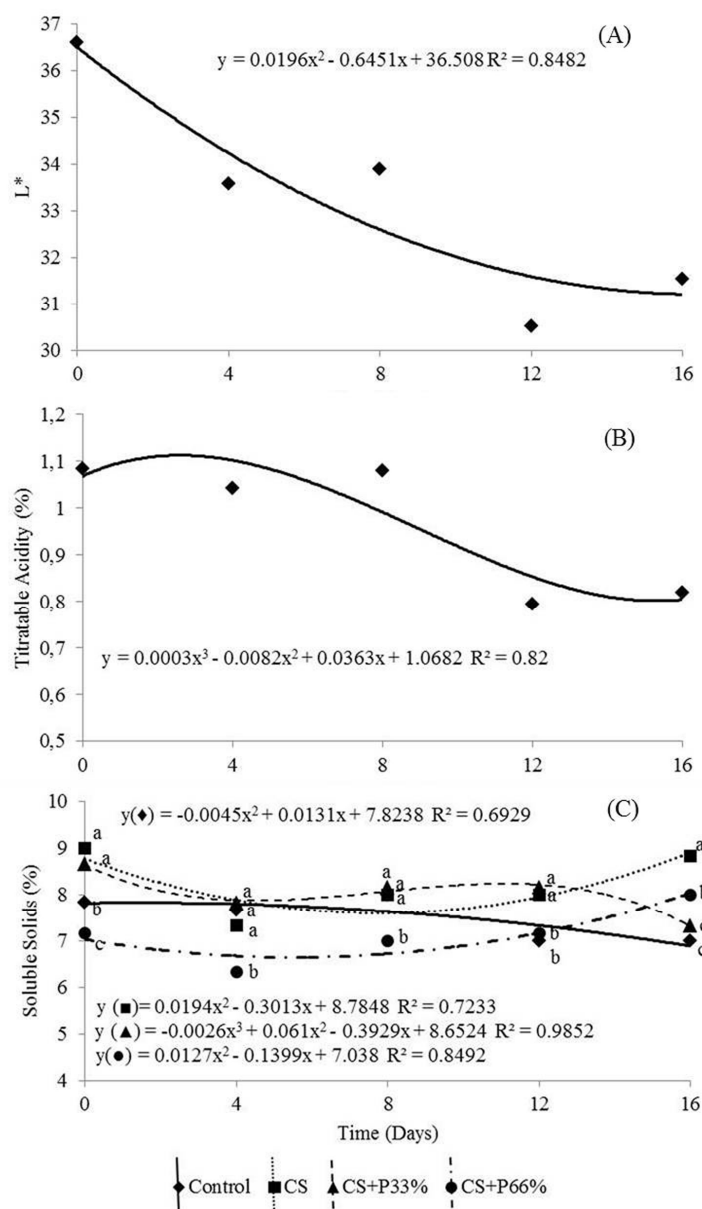 (A)
y = 0.0196x² - 0.6451x + 36.508 R² = 0.8482
L*
37
36
35
34
33
32
31
30
0 4 8 12 16
(B)
Titratable Acidity (%)
1,2
1,1
1
0,9
0,8
0,7
0,6
0,5
y = 0.0003x³ - 0.0082x² + 0.0363x + 1.0682 R² = 0.82
0 4 8 12 16
(C)
y(♦) = -0.0045x² + 0.0131x + 7.8238 R² = 0.6929
Soluble Solids (%)
10
9
8
7
6
5
4
a a a a a
a a a a b
b a a b c
c b b b c
y (■)= 0.0194x² - 0.3013x + 8.7848 R² = 0.7233
y (▲)= -0.0026x³ + 0.061x² - 0.3929x + 8.6524 R² = 0.9852
y(●) = 0.0127x² - 0.1399x + 7.038 R² = 0.8492
0 4 8 12 16
Time (Days)
Control CS CS+P33% CS+P66%